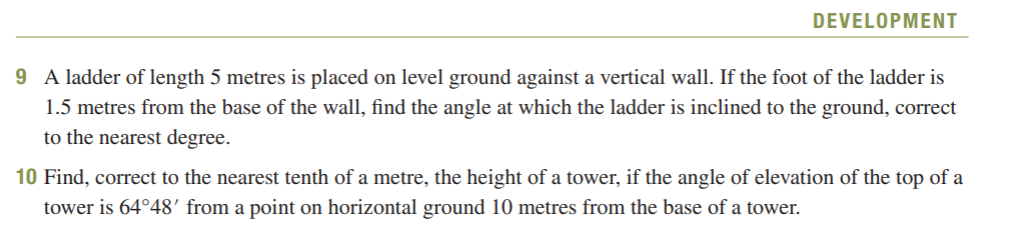 DEVELOPMENT
9 A ladder of length 5 metres is placed on level ground against a vertical wall. If the foot of the ladder is
1.5 metres from the base of the wall, find the angle at which the ladder is inclined to the ground, correct
to the nearest degree.
10 Find, correct to the nearest tenth of a metre, the height of a tower, if the angle of elevation of the top of a
tower is 64°48′ from a point on horizontal ground 10 metres from the base of a tower.